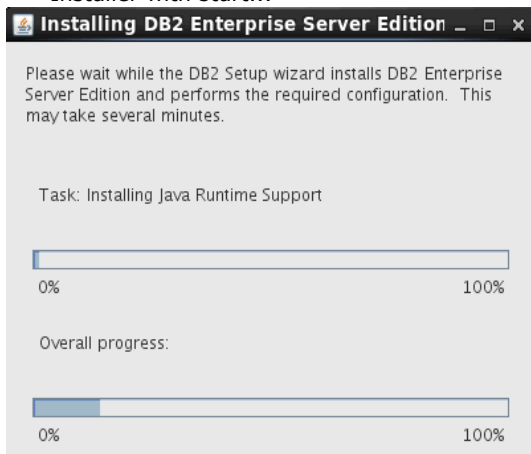 Installing DB2 Enterprise Server Edition
Please wait while the DB2 Setup wizard installs DB2 Enterprise
Server Edition and performs the required configuration. This
may take several minutes.
Task: Installing Java Runtime Support
0% 100%
Overall progress:
0% 100%